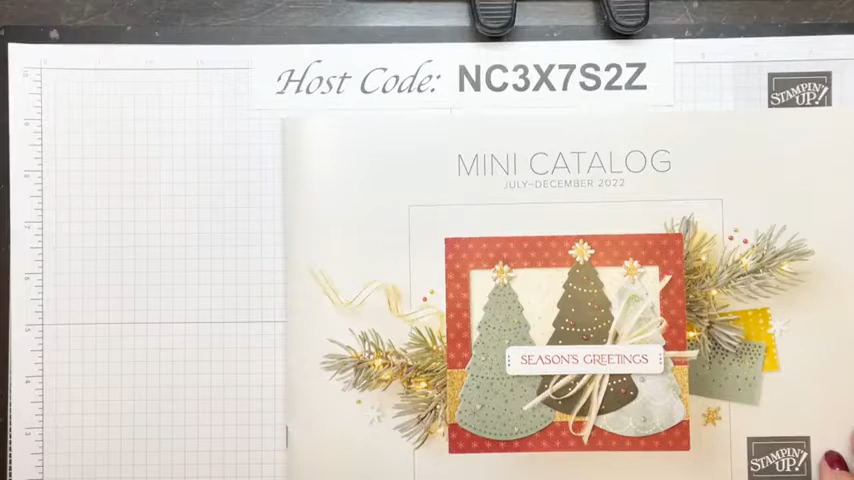 Host Code: NC3X7S2Z
STAMPIN'
UP!
MINI CATALOG
JULY–DECEMBER 2022
SEASON'S GREETINGS
STAMPIN'
UP!